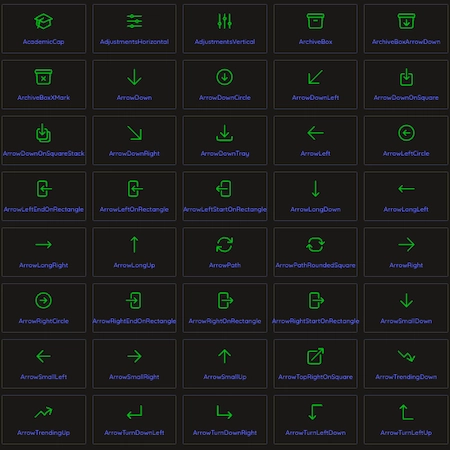 AcademicCap
AdjustmentsHorizontal
AdjustmentsVertical
ArchiveBox
ArchiveBoxArrowDown
ArchiveBoxXMark
ArrowDown
ArrowDownCircle
ArrowDownLeft
ArrowDownOnSquare
ArrowDownOnSquareStack
ArrowDownRight
ArrowDownTray
ArrowLeft
ArrowLeftCircle
ArrowLeftEndOnRectangle
ArrowLeftOnRectangle
ArrowLeftStartOnRectangle
ArrowLongDown
ArrowLongLeft
ArrowLongRight
ArrowLongUp
ArrowPath
ArrowPathRoundedSquare
ArrowRight
ArrowRightCircle
ArrowRightEndOnRectangle
ArrowRightOnRectangle
ArrowRightStartOnRectangle
ArrowSmallDown
ArrowSmallLeft
ArrowSmallRight
ArrowSmallUp
ArrowTopRightOnSquare
ArrowTrendingDown
ArrowTrendingUp
ArrowTurnDownLeft
ArrowTurnDownRight
ArrowTurnLeftDown
ArrowTurnLeftUp